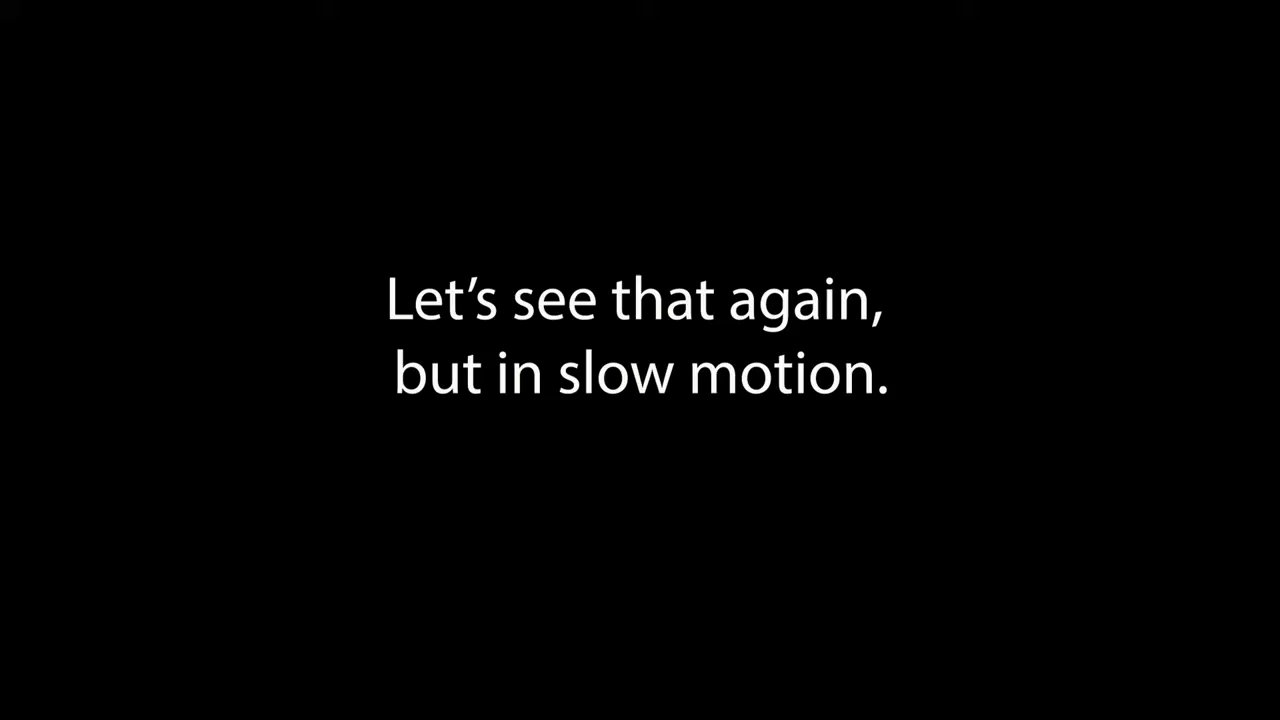 Let’s see that again,
but in slow motion.